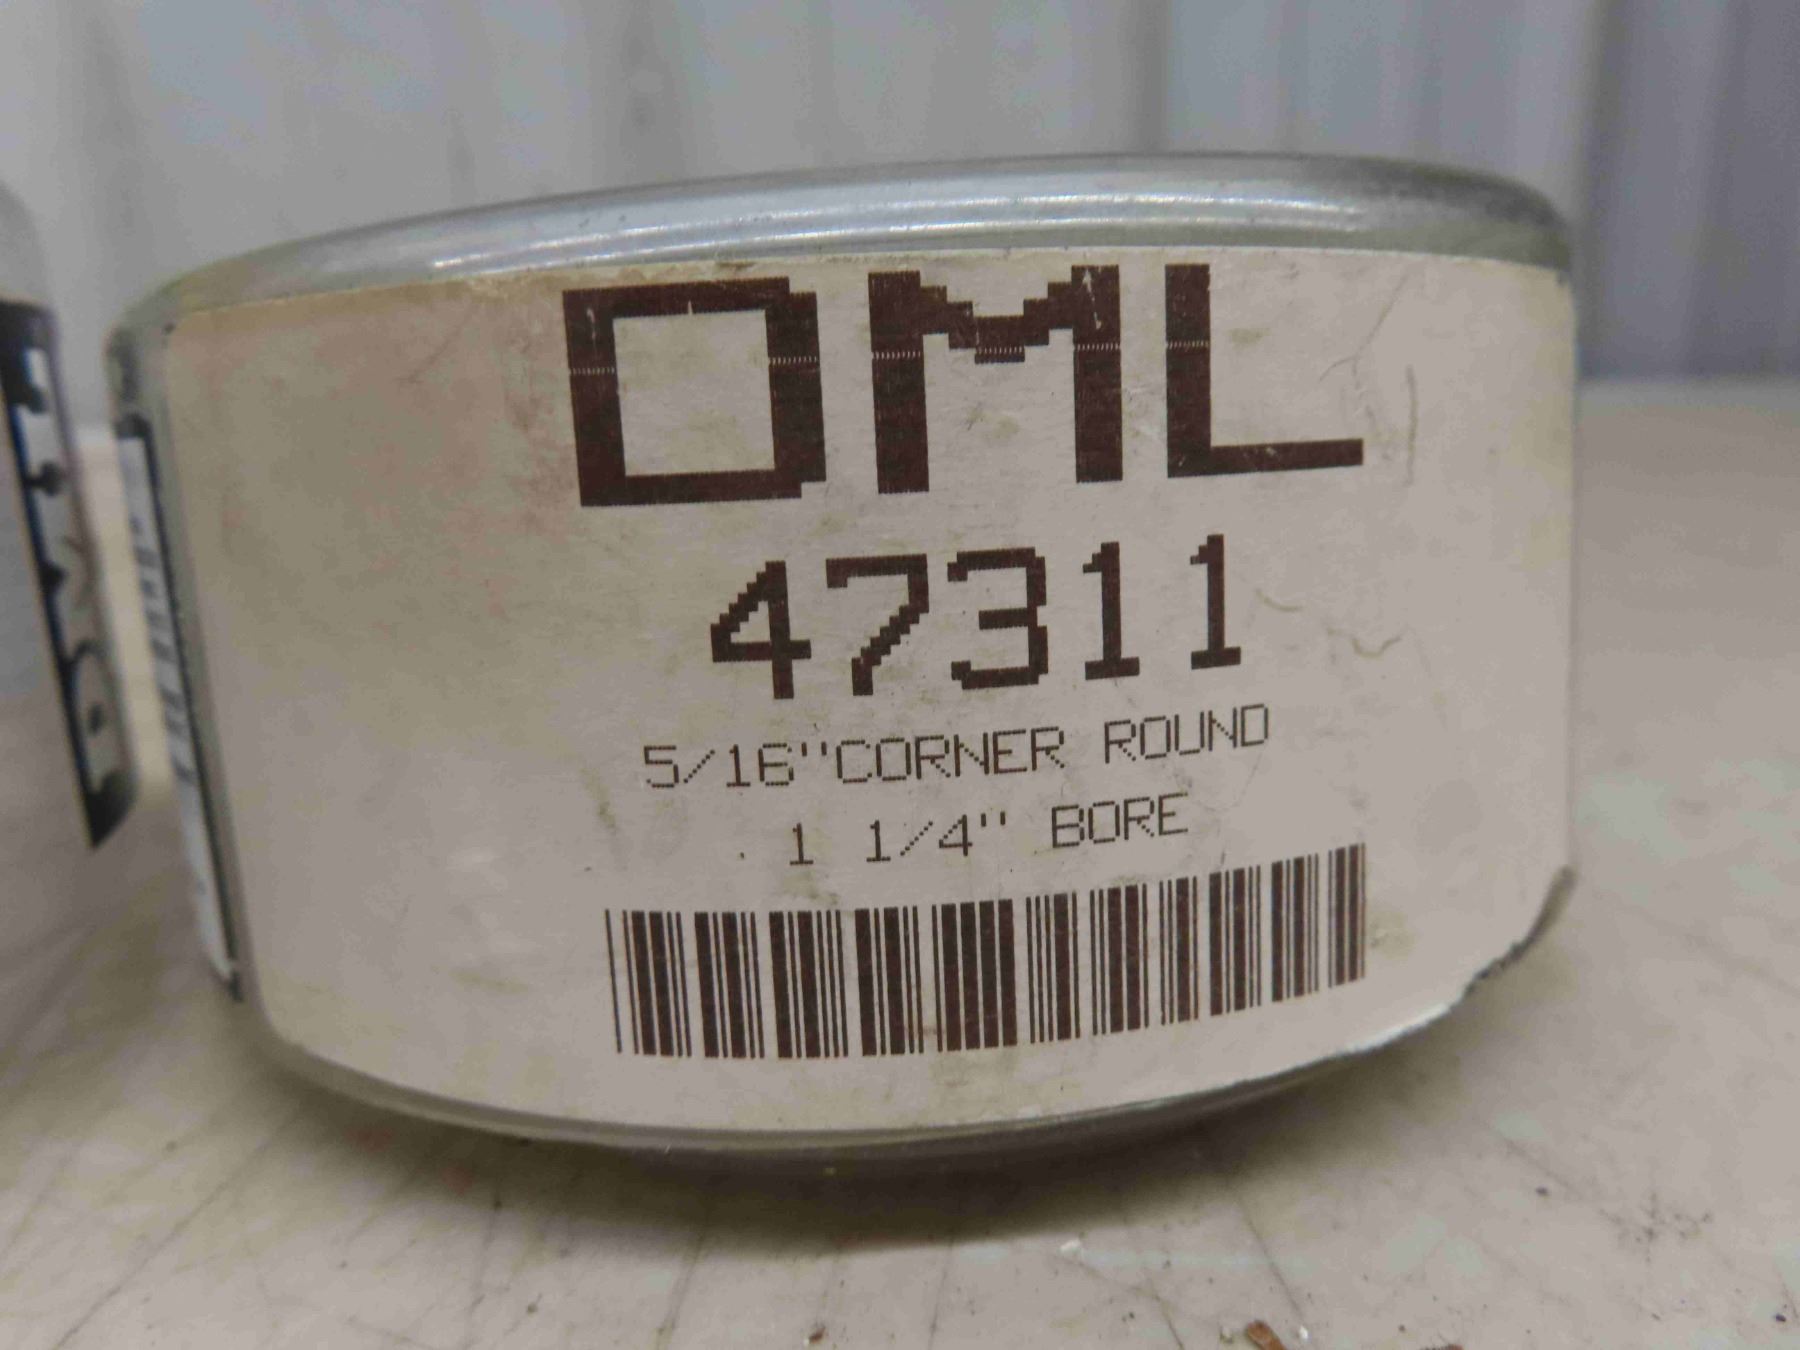 DML
47311
5/16"CORNER ROUND
1 1/4" BORE